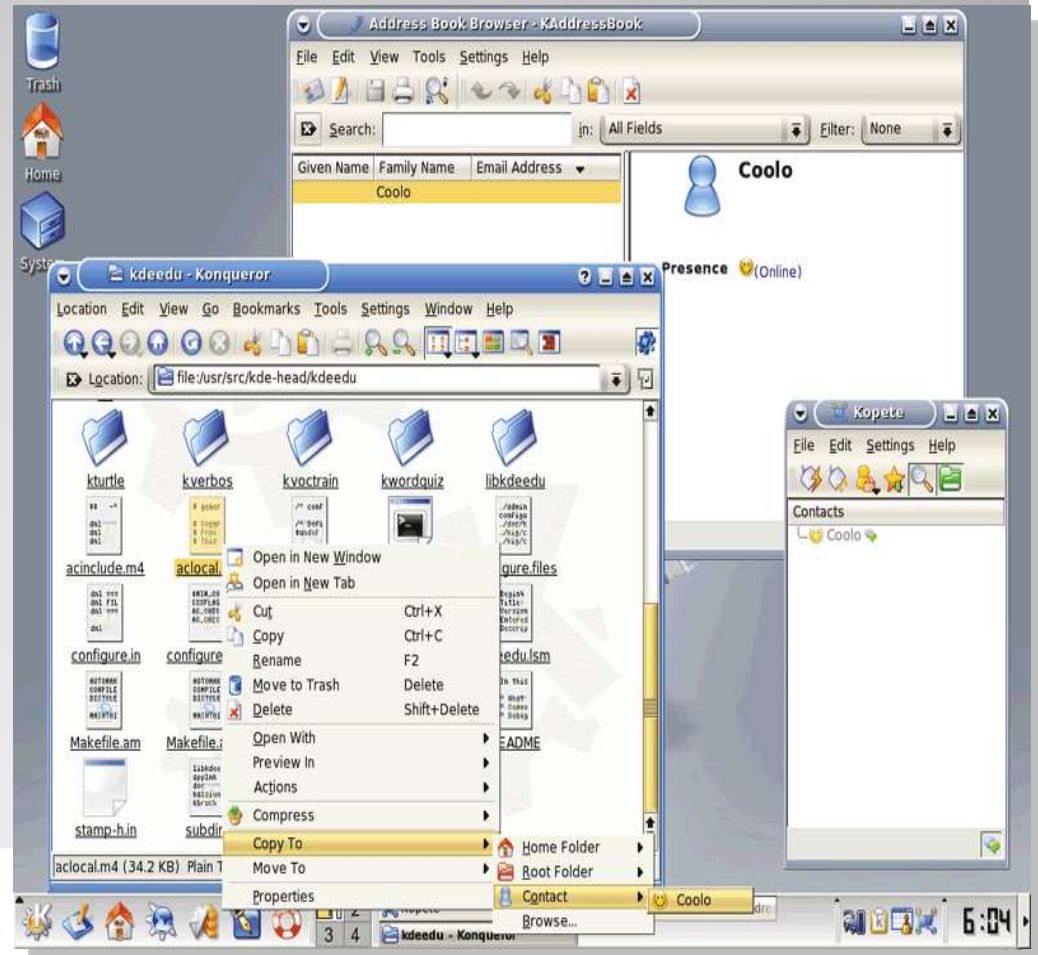 Trash
Home
Address Book Browser - KAddressBook
File Edit View Tools Settings Help
Search: in: All Fields Filter: None
Given Name Family Name Email Address
Coolo
Coolo
Presence (Online)
kdeedu - Konqueror
Location Edit View Go Bookmarks Tools Settings Window Help
Location: file:/usr/src/kde-head/kdeedu
kturtle kverbos kvoctrain kwordquiz libkdeedu
acinclude.m4 aclocal. gure.files
configure.in configure edu.lsm
Makefile.am Makefile. EADME
stamp-h.in subdir
aclocal.m4 (34.2 KB) Plain T
Open in New Window
Open in New Tab
Cut Ctrl+X
Copy Ctrl+C
Rename F2
Move to Trash Delete
Delete Shift+Delete
Open With
Preview In
Actions
Compress
Copy To
Move To
Properties
Home Folder
Root Folder
Contact
Browse...
Coolo
Kopete
File Edit Settings Help
Contacts
Coolo
2
3 4
kdeedu - Konqueror
6:04